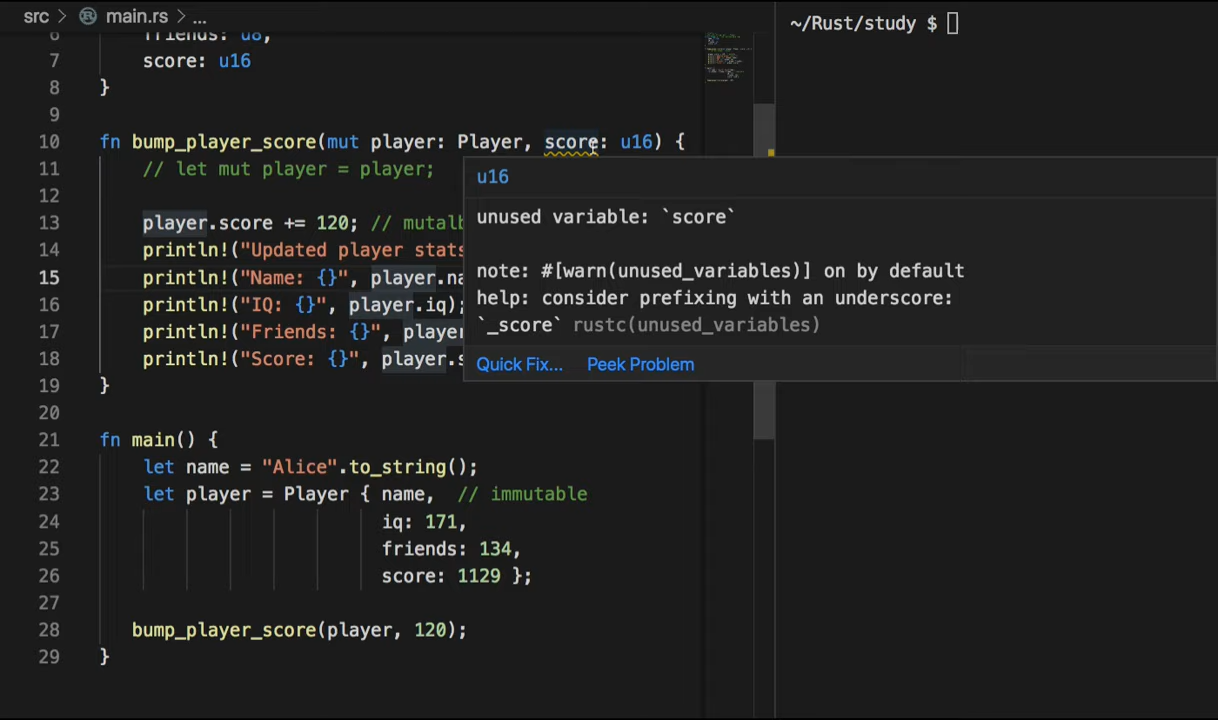 src > main.rs > ...
6 friends: u8,
7 score: u16
8 }
9
10 fn bump_player_score(mut player: Player, score: u16) {
11 // let mut player = player;
12
13 player.score += 120; // mutalb
14 println!("Updated player stats
15 println!("Name: {}", player.na
16 println!("IQ: {}", player.iq);
17 println!("Friends: {}", player
18 println!("Score: {}", player.s
19 }
20
21 fn main() {
22 let name = "Alice".to_string();
23 let player = Player { name, // immutable
24 iq: 171,
25 friends: 134,
26 score: 1129 };
27
28 bump_player_score(player, 120);
29 }
u16
unused variable: `score`
note: #[warn(unused_variables)] on by default
help: consider prefixing with an underscore:
`_score` rustc(unused_variables)
Quick Fix... Peek Problem
~/Rust/study $